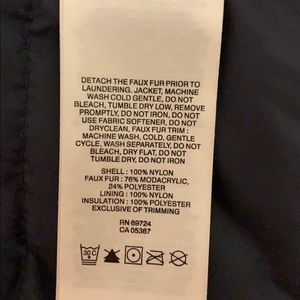 DETACH THE FAUX FUR PRIOR TO
LAUNDERING. JACKET, MACHINE
WASH COLD GENTLE, DO NOT
BLEACH, TUMBLE DRY LOW, REMOVE
PROMPTLY, DO NOT IRON, DO NOT
USE FABRIC SOFTENER, DO NOT
DRYCLEAN, FAUX FUR TRIM :
MACHINE WASH, COLD, GENTLE
CYCLE, WASH SEPARATELY, DO NOT
BLEACH, DRY FLAT, DO NOT
TUMBLE DRY, DO NOT IRON
SHELL : 100% NYLON
FAUX FUR: 76% MODACRYLIC,
24% POLYESTER
LINING : 100% NYLON
INSULATION : 100% POLYESTER
EXCLUSIVE OF TRIMMING
RN 69724
CA 05367
30°C